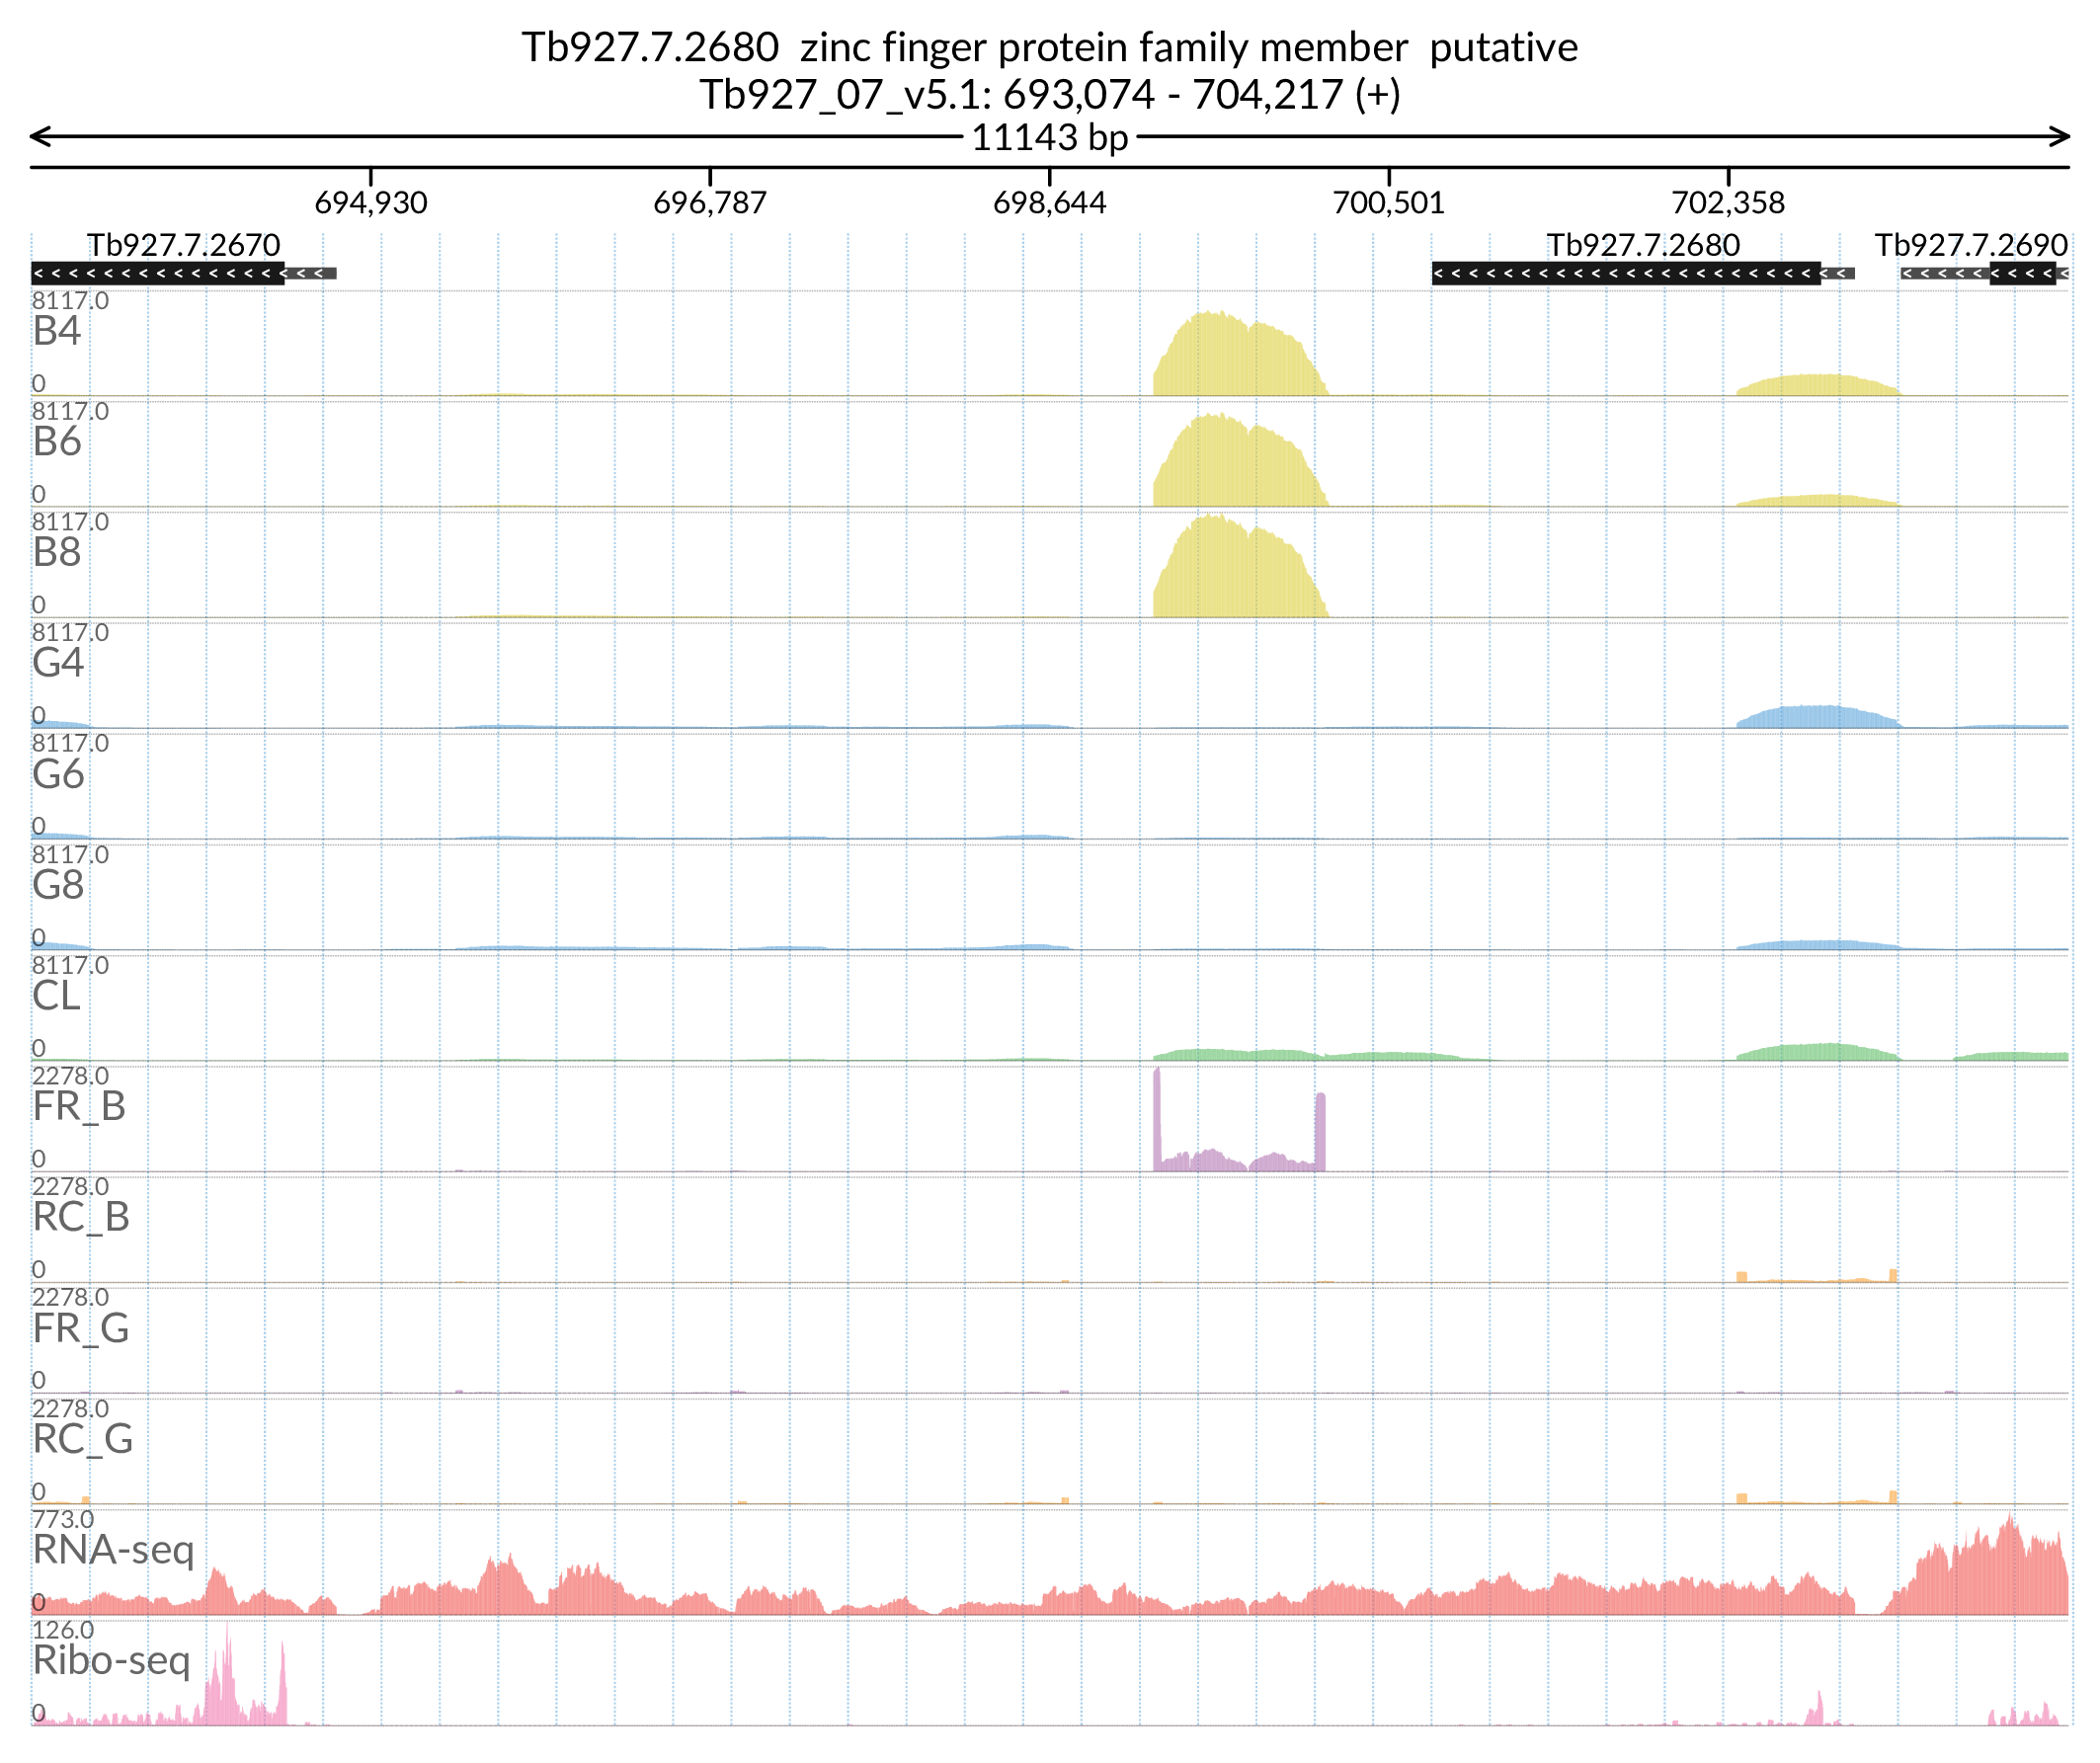 Tb927.7.2680 zinc finger protein family member putative
Tb927_07_v5.1: 693,074 - 704,217 (+)
11143 bp
694,930 696,787 698,644 700,501 702,358
Tb927.7.2670 Tb927.7.2680 Tb927.7.2690
8117.0
B4
0
8117.0
B6
0
8117.0
B8
0
8117.0
G4
0
8117.0
G6
0
8117.0
G8
0
8117.0
CL
0
2278.0
FR_B
0
2278.0
RC_B
0
2278.0
FR_G
0
2278.0
RC_G
0
773.0
RNA-seq
0
126.0
Ribo-seq
0